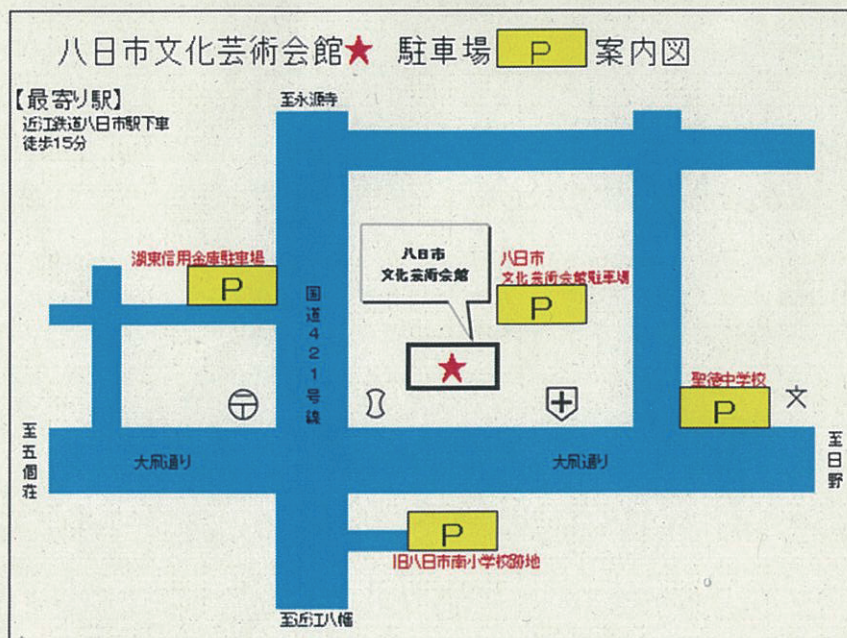 八日市文化芸術会館★ 駐車場 P 案内図
【最寄り駅】
近江鉄道八日市駅下車
徒歩15分
至永源寺
湖東信用金庫駐車場
P
国道421号線
八日市
文化芸術会館
八日市
文化芸術会館駐車場
P
★
聖徳中学校
P
文
至五個荘
大凧通り
大凧通り
至日野
P
旧八日市南小学校跡地
至近江八幡